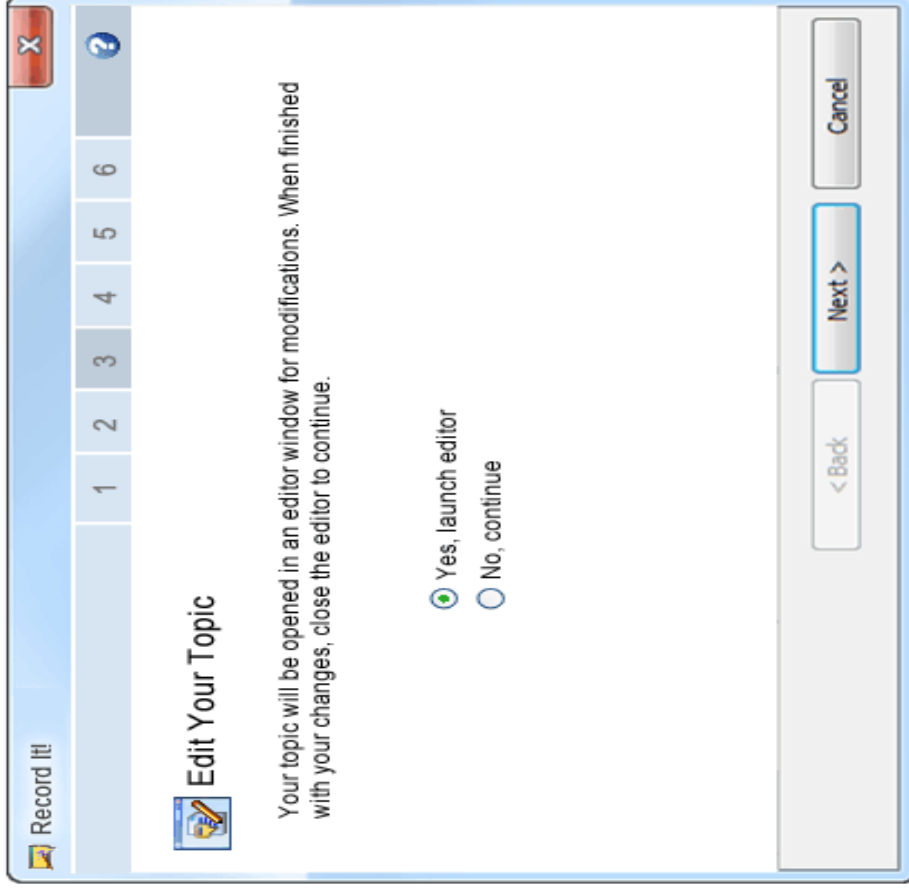 Record It!
X
1 2 3 4 5 6 ?
Edit Your Topic
Your topic will be opened in an editor window for modifications. When finished
with your changes, close the editor to continue.
Yes, launch editor
No, continue
< Back Next > Cancel